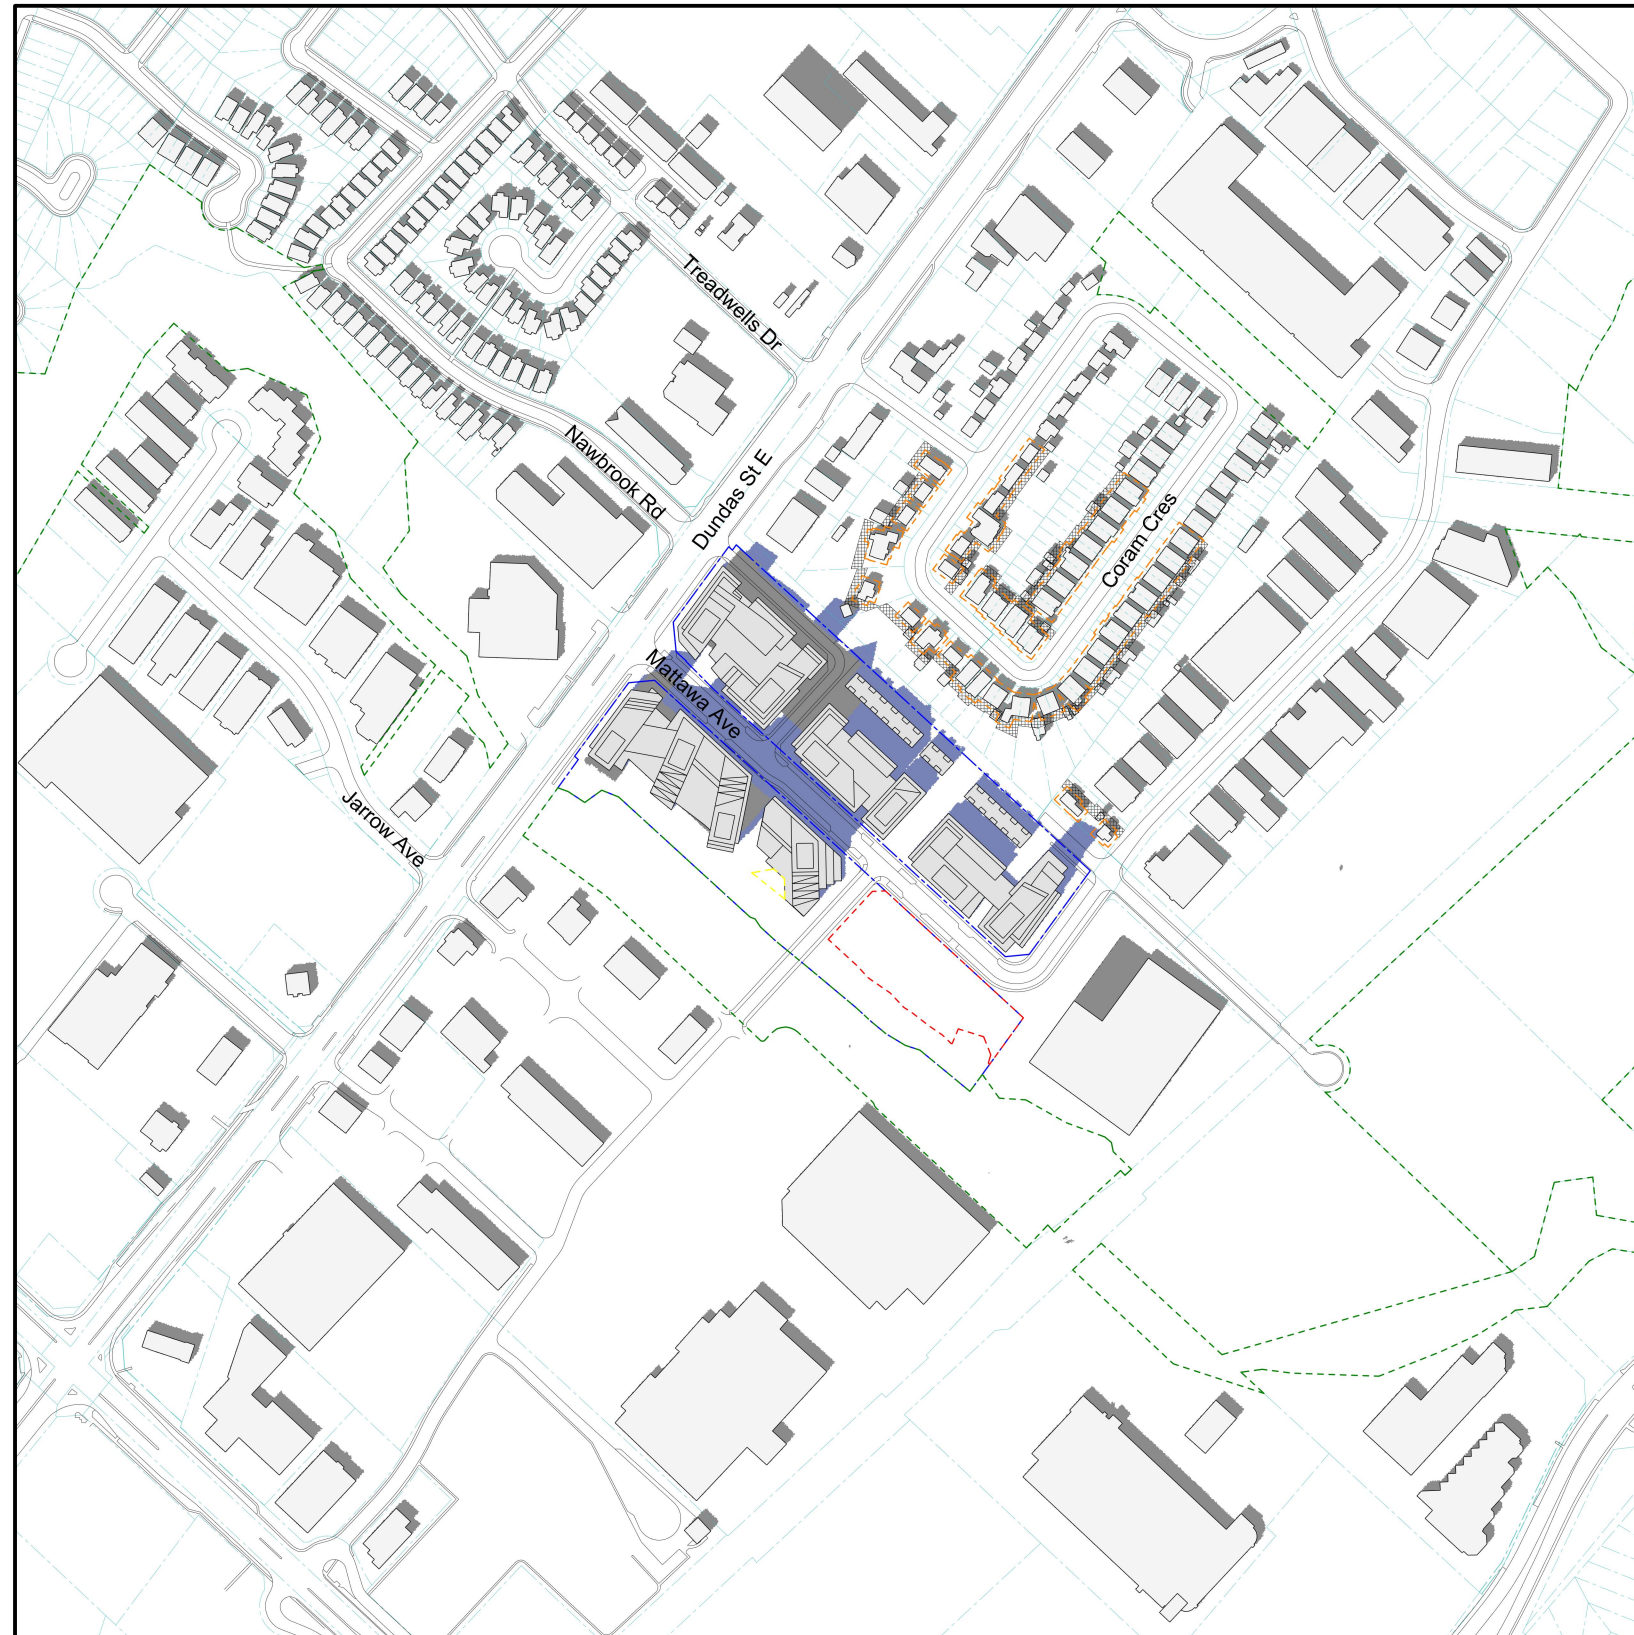 Treadwells Dr
Nawbrook Rd
Dundas St E
Coram Cres
Mattawa Ave
Jarrow Ave